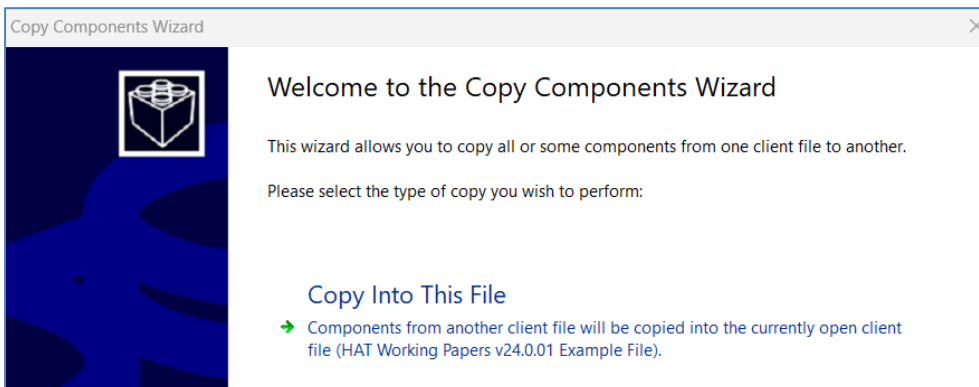 Copy Components Wizard
Welcome to the Copy Components Wizard
This wizard allows you to copy all or some components from one client file to another.
Please select the type of copy you wish to perform:
Copy Into This File
Components from another client file will be copied into the currently open client
file (HAT Working Papers v24.0.01 Example File).